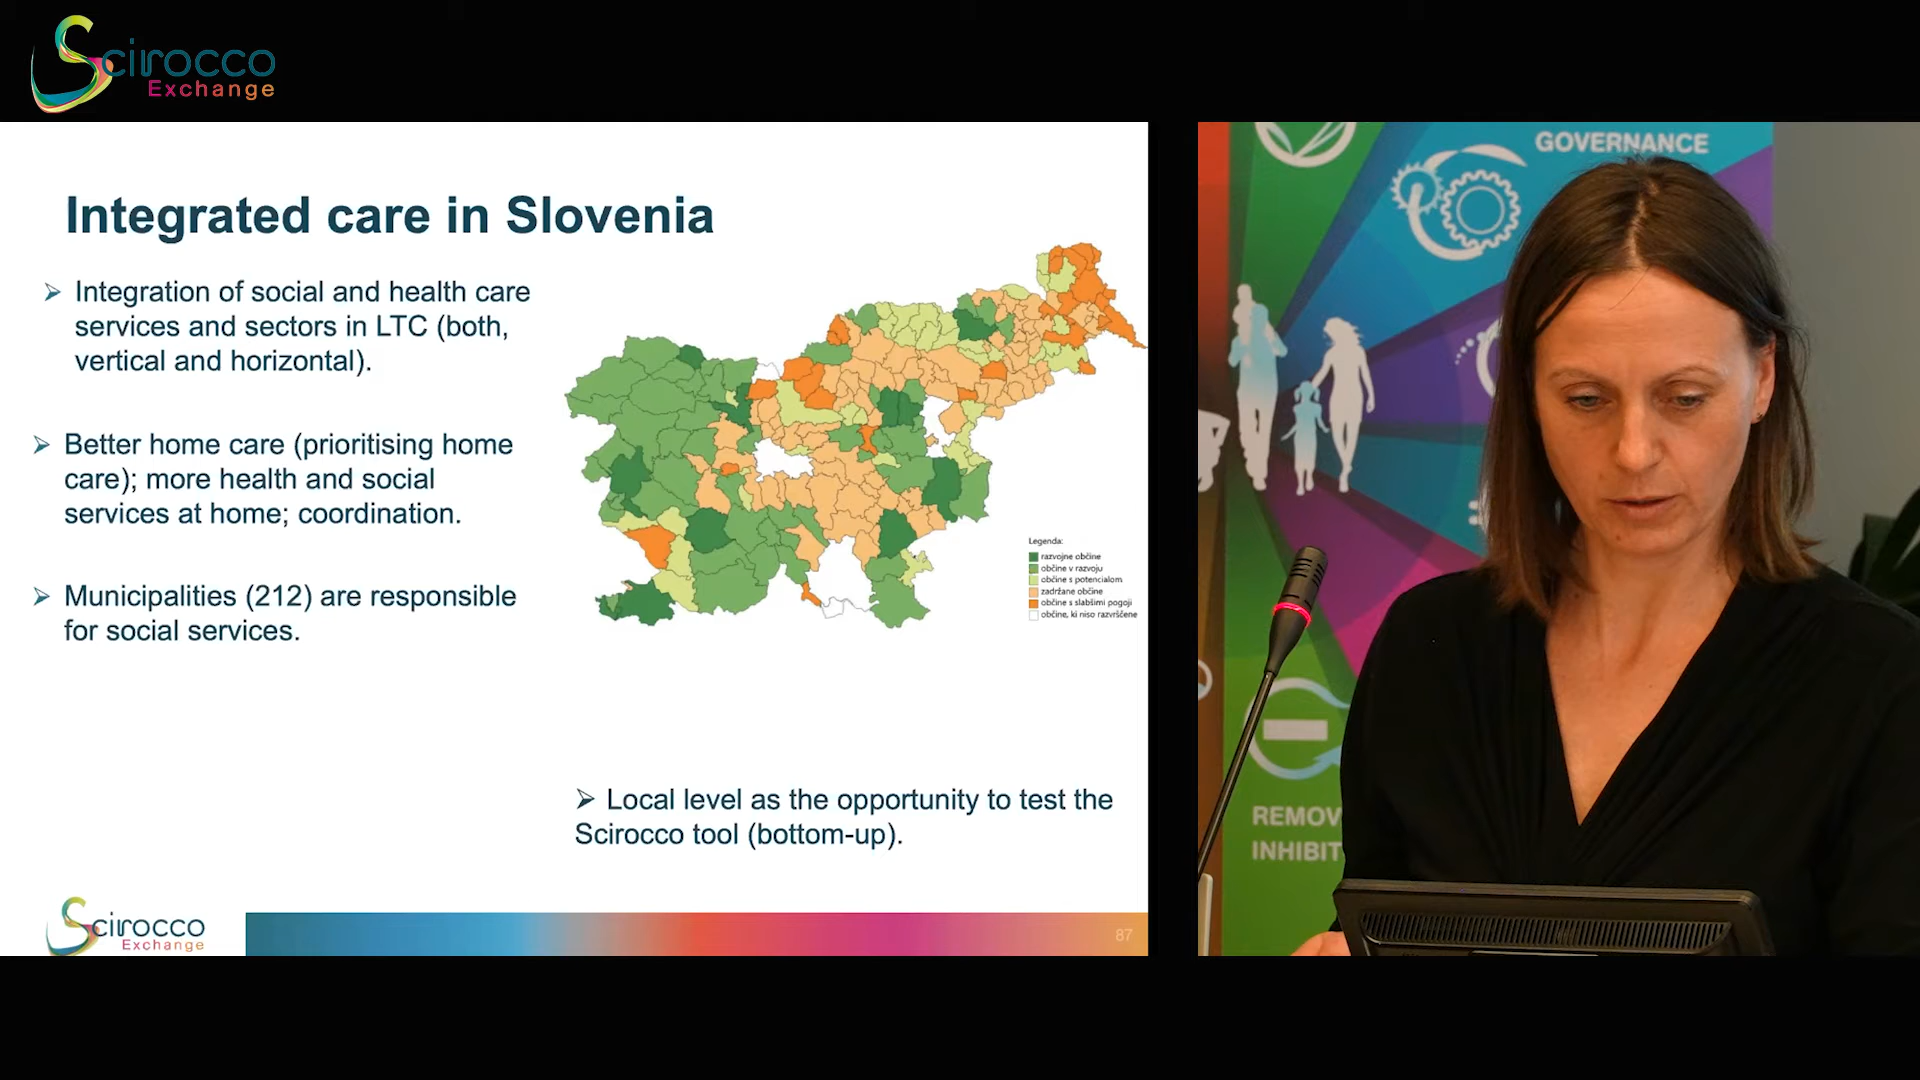 Scirocco
Exchange
Integrated care in Slovenia
➢ Integration of social and health care
services and sectors in LTC (both,
vertical and horizontal).
➢ Better home care (prioritising home
care); more health and social
services at home; coordination.
➢ Municipalities (212) are responsible
for social services.
Legenda:
razvojne občine
občine v razvoju
občine s potencialom
zadržane občine
občine s slabšimi pogoji
občine, ki niso razvrščene
➢ Local level as the opportunity to test the
Scirocco tool (bottom-up).
Scirocco
Exchange
87
GOVERNANCE
REMOV
INHIBIT